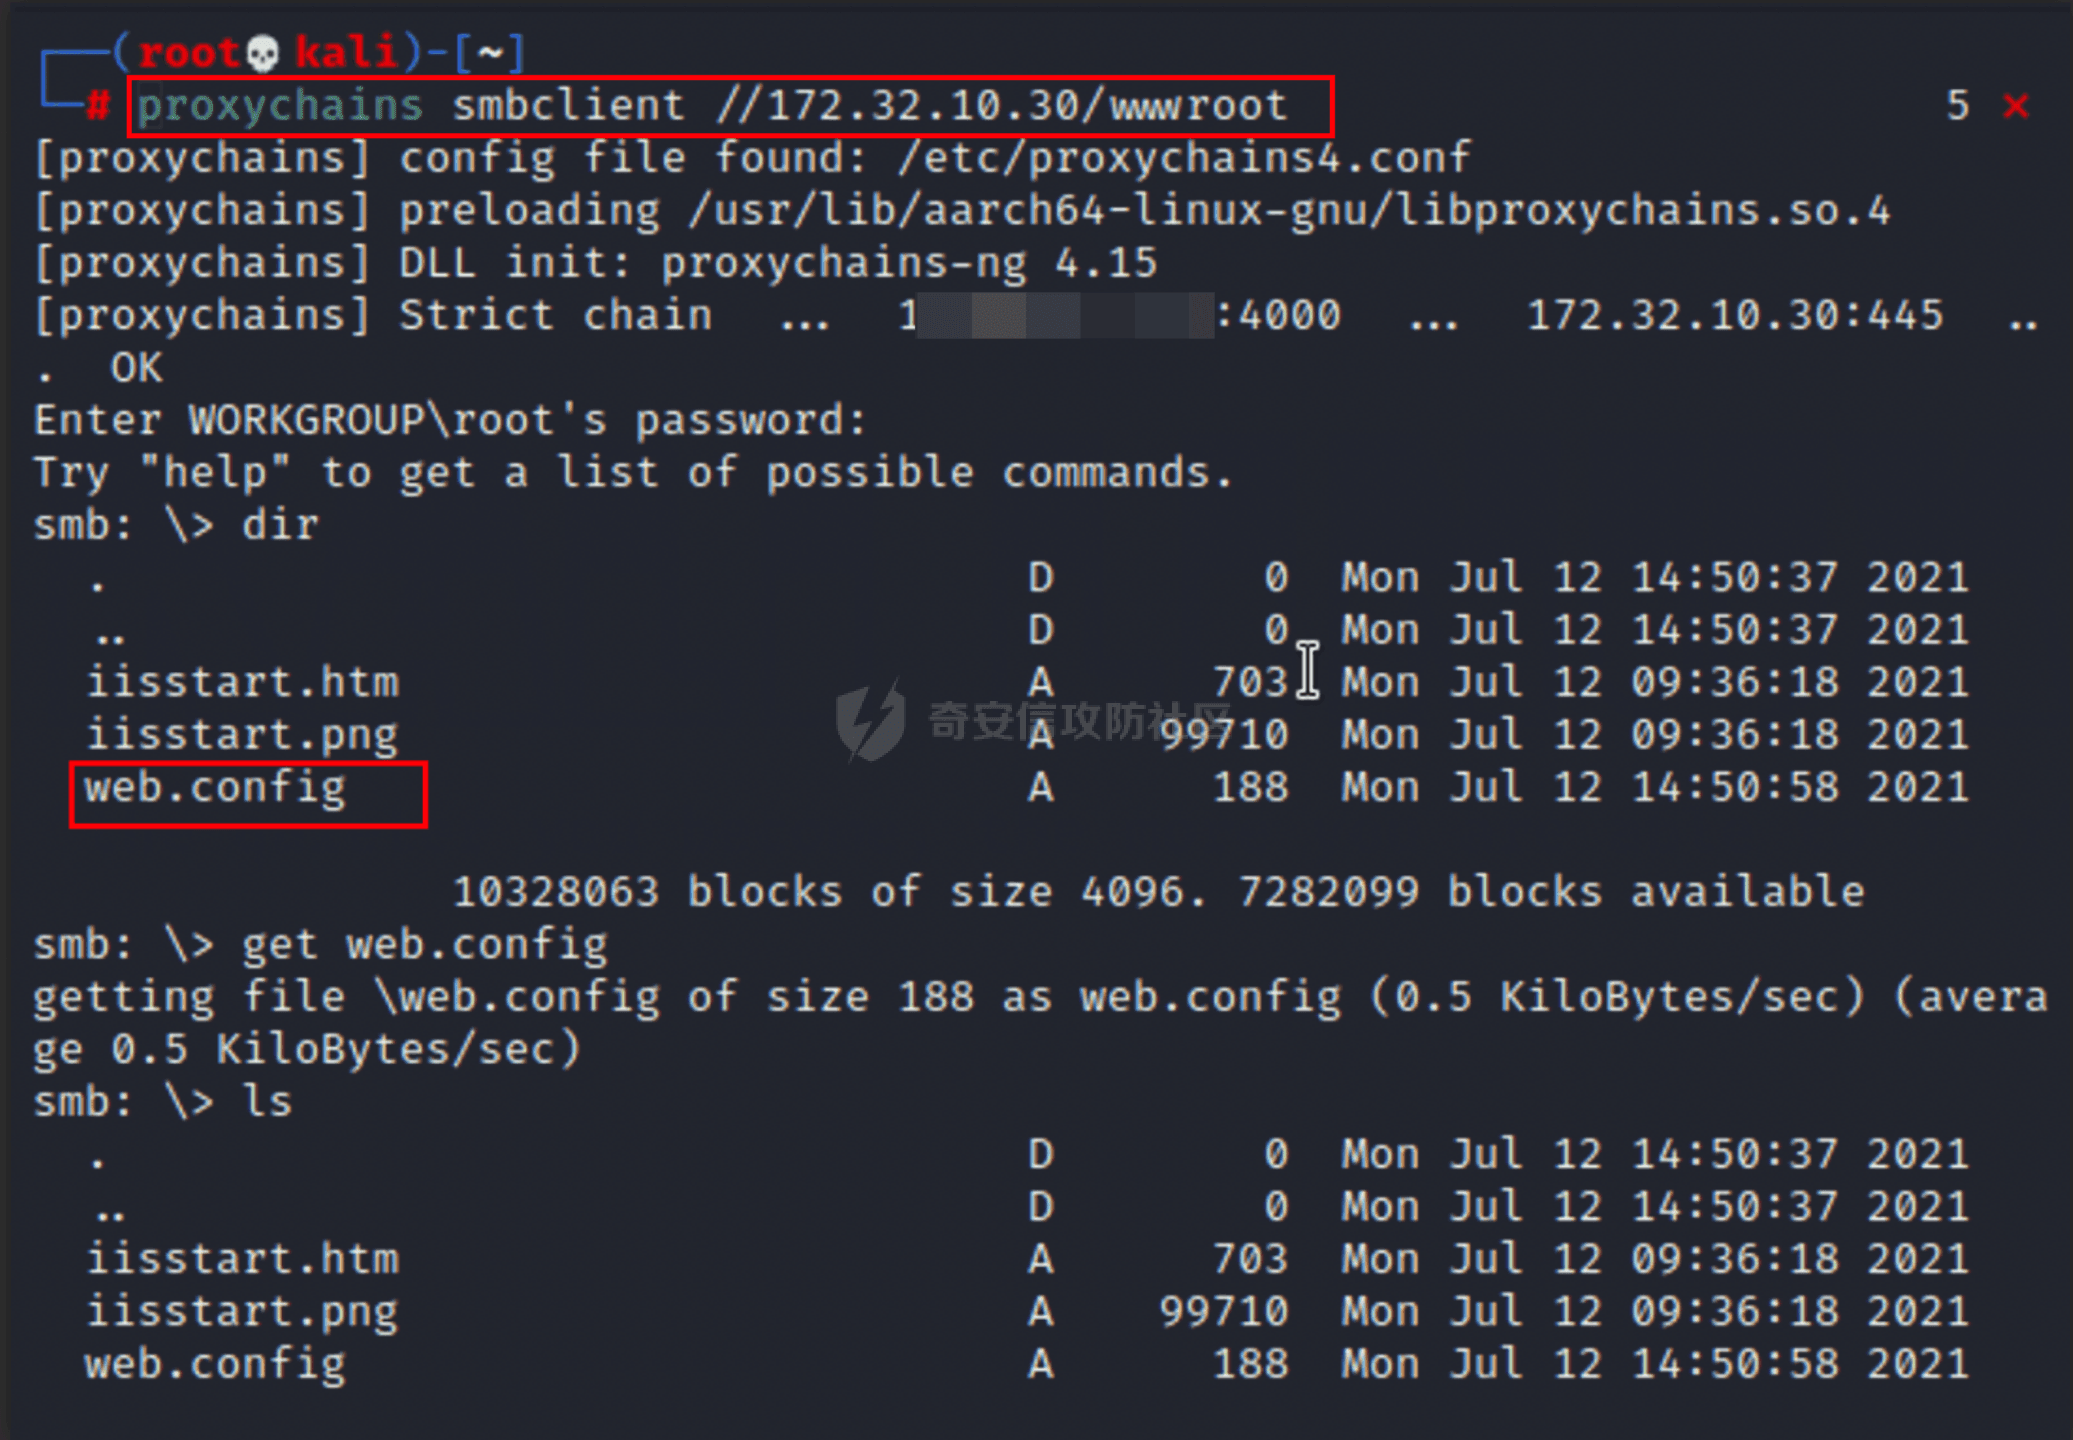 (root💀kali)-[~]
# proxychains smbclient //172.32.10.30/wwwroot 5 ✗
[proxychains] config file found: /etc/proxychains4.conf
[proxychains] preloading /usr/lib/aarch64-linux-gnu/libproxychains.so.4
[proxychains] DLL init: proxychains-ng 4.15
[proxychains] Strict chain ... 1 :4000 ... 172.32.10.30:445 ..
. OK
Enter WORKGROUP\root's password:
Try "help" to get a list of possible commands.
smb: \> dir
. D 0 Mon Jul 12 14:50:37 2021
.. D 0 Mon Jul 12 14:50:37 2021
iisstart.htm A 703 Mon Jul 12 09:36:18 2021
奇安信攻防社区
iisstart.png A 99710 Mon Jul 12 09:36:18 2021
web.config A 188 Mon Jul 12 14:50:58 2021
10328063 blocks of size 4096. 7282099 blocks available
smb: \> get web.config
getting file \web.config of size 188 as web.config (0.5 KiloBytes/sec) (avera
ge 0.5 KiloBytes/sec)
smb: \> ls
. D 0 Mon Jul 12 14:50:37 2021
.. D 0 Mon Jul 12 14:50:37 2021
iisstart.htm A 703 Mon Jul 12 09:36:18 2021
iisstart.png A 99710 Mon Jul 12 09:36:18 2021
web.config A 188 Mon Jul 12 14:50:58 2021